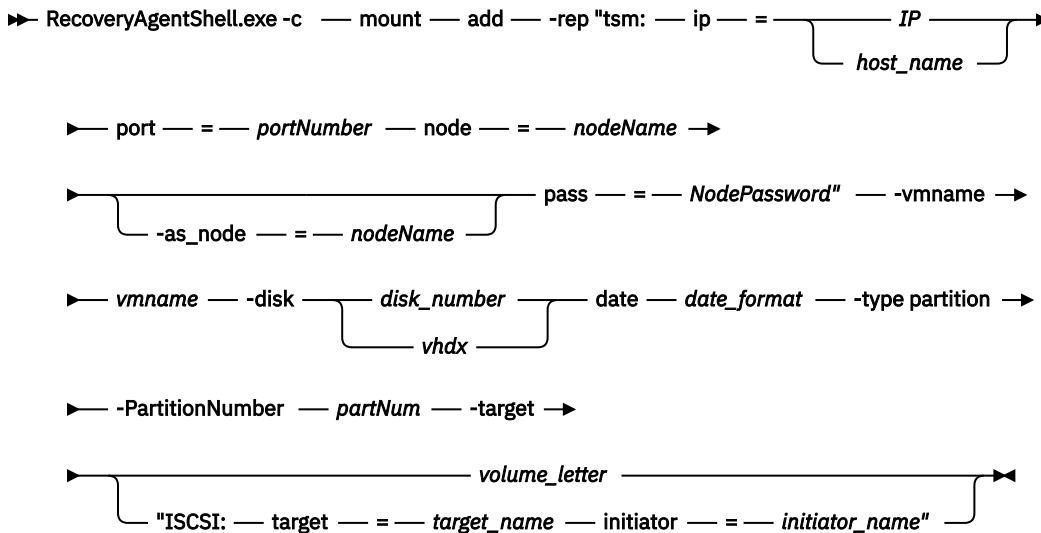 RecoveryAgentShell.exe -c mount add -rep "tsm: ip = IP
host_name
port = portNumber node = nodeName
pass = NodePassword" -vmname
-as_node = nodeName
vmname -disk disk_number date date_format -type partition
vhdx
-PartitionNumber partNum -target
volume_letter
"ISCSI: target = target_name initiator = initiator_name"